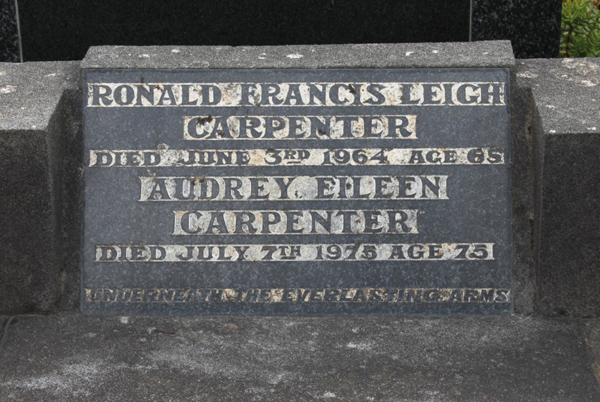 RONALD FRANCIS LEIGH
CARPENTER
DIED JUNE 3RD 1964 AGE 65
AUDREY EILEEN
CARPENTER
DIED JULY 7TH 1975 AGE 75
UNDERNEATH THE EVERLASTING ARMS